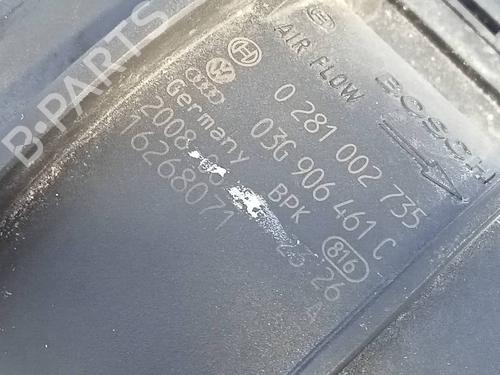 B-PARTS
AIR FLOW
BOSCH
0 281 002 735
03G 906 461 C
Germany BPK 816
2008 26
16268071 A